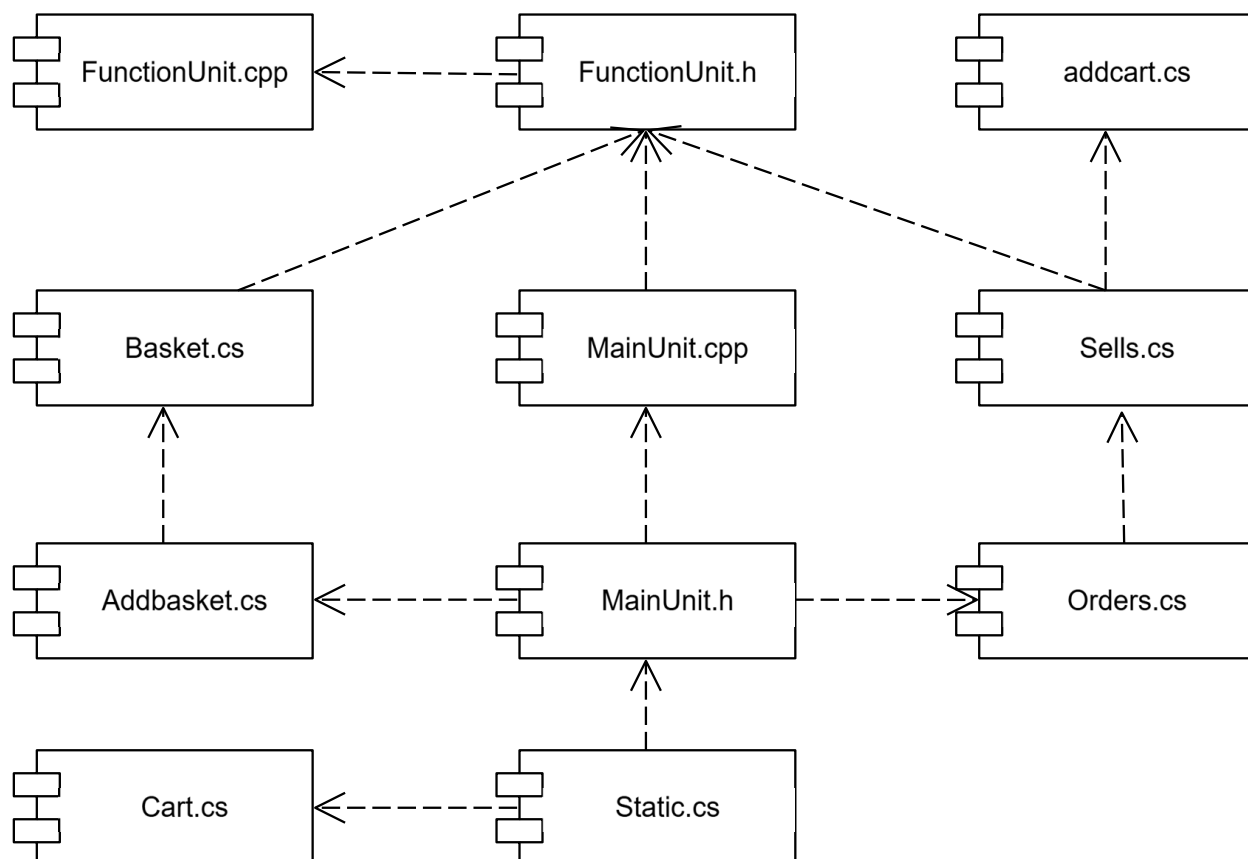 FunctionUnit.cpp
FunctionUnit.h
addcart.cs
Basket.cs
MainUnit.cpp
Sells.cs
Addbasket.cs
MainUnit.h
Orders.cs
Cart.cs
Static.cs